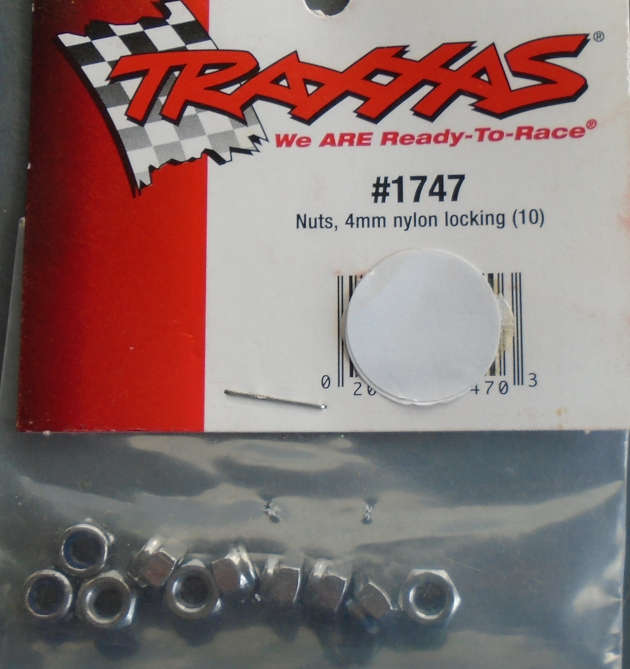 TRAXXAS®
We ARE Ready-To-Race®
#1747
Nuts, 4mm nylon locking (10)
0 20 470 3